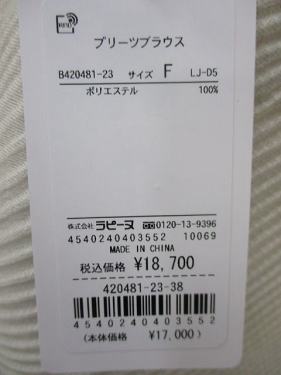 RFID
プリーツブラウス
B420481-23 サイズ F LJ-D5
ポリエステル 100%
株式会社 ラピーヌ 0120-13-9396
4540240403552 10069
MADE IN CHINA
税込価格 ¥18,700
420481-23-38
4540240403552
(本体価格 ¥17,000)